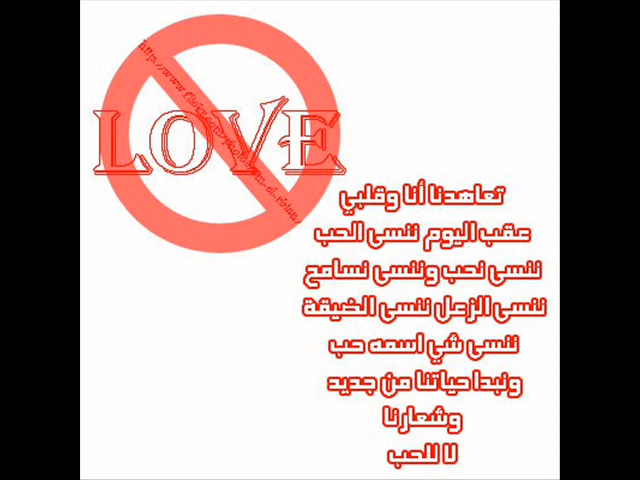 LOVE
تعاهدنا أنا وقلبي
عقب اليوم ننسى الحب
ننسى نحب وننسى نسامح
ننسى الزعل ننسى الضيقة
ننسى شي اسمه حب
ونبدا حياتنا من جديد
وشعارنا
لا للحب